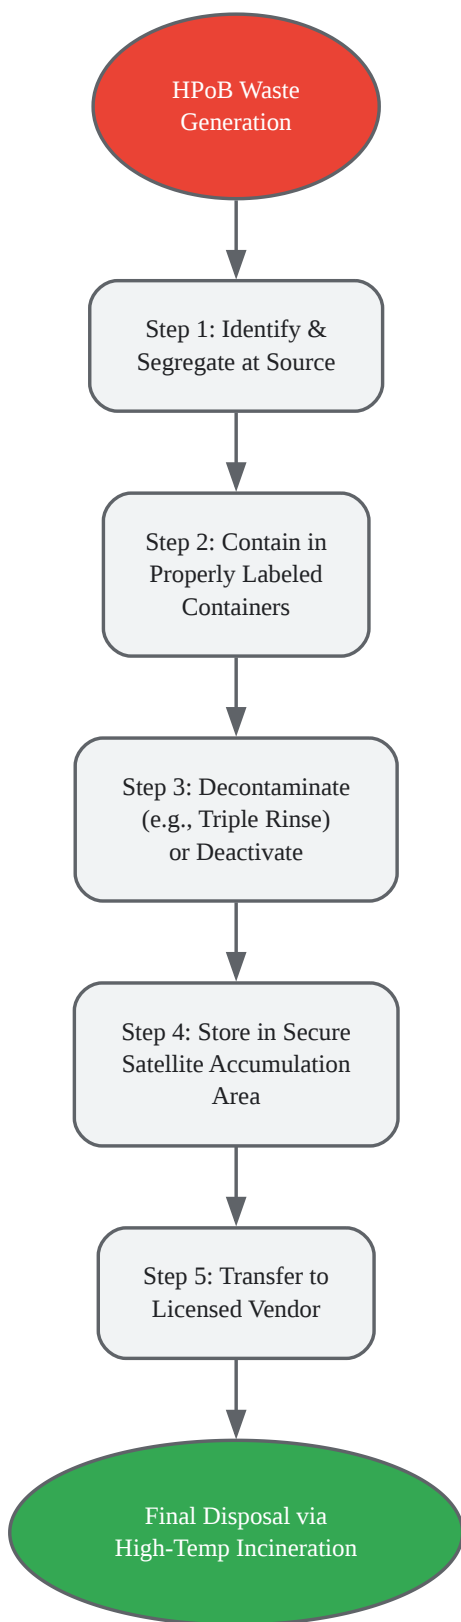 HPoB Waste
Generation
Step 1: Identify &
Segregate at Source
Step 2: Contain in
Properly Labeled
Containers
Step 3: Decontaminate
(e.g., Triple Rinse)
or Deactivate
Step 4: Store in Secure
Satellite Accumulation
Area
Step 5: Transfer to
Licensed Vendor
Final Disposal via
High-Temp Incineration